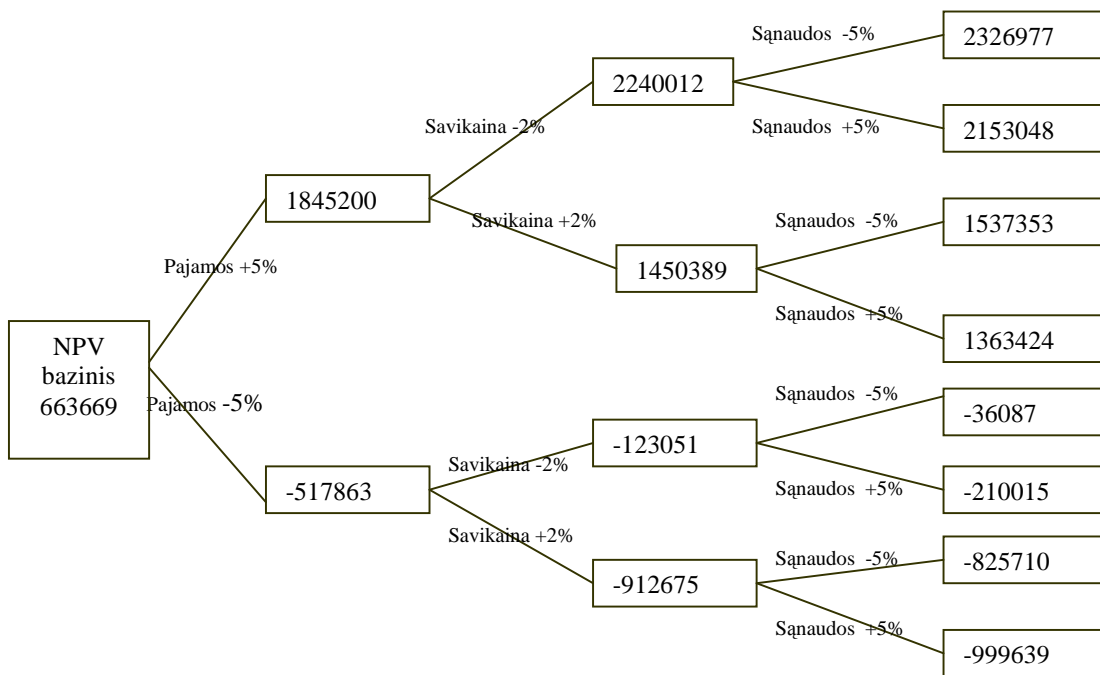 Sąnaudos -5%
2326977
2240012
Savikaina -2%
Sąnaudos +5%
2153048
1845200
Savikaina +2%
Sąnaudos -5%
1537353
Pajamos +5%
1450389
Sąnaudos +5%
1363424
NPV
bazinis
663669
Pajamos -5%
Sąnaudos -5%
-36087
-123051
Savikaina -2%
-517863
Sąnaudos +5%
-210015
Savikaina +2%
Sąnaudos -5%
-825710
-912675
Sąnaudos +5%
-999639